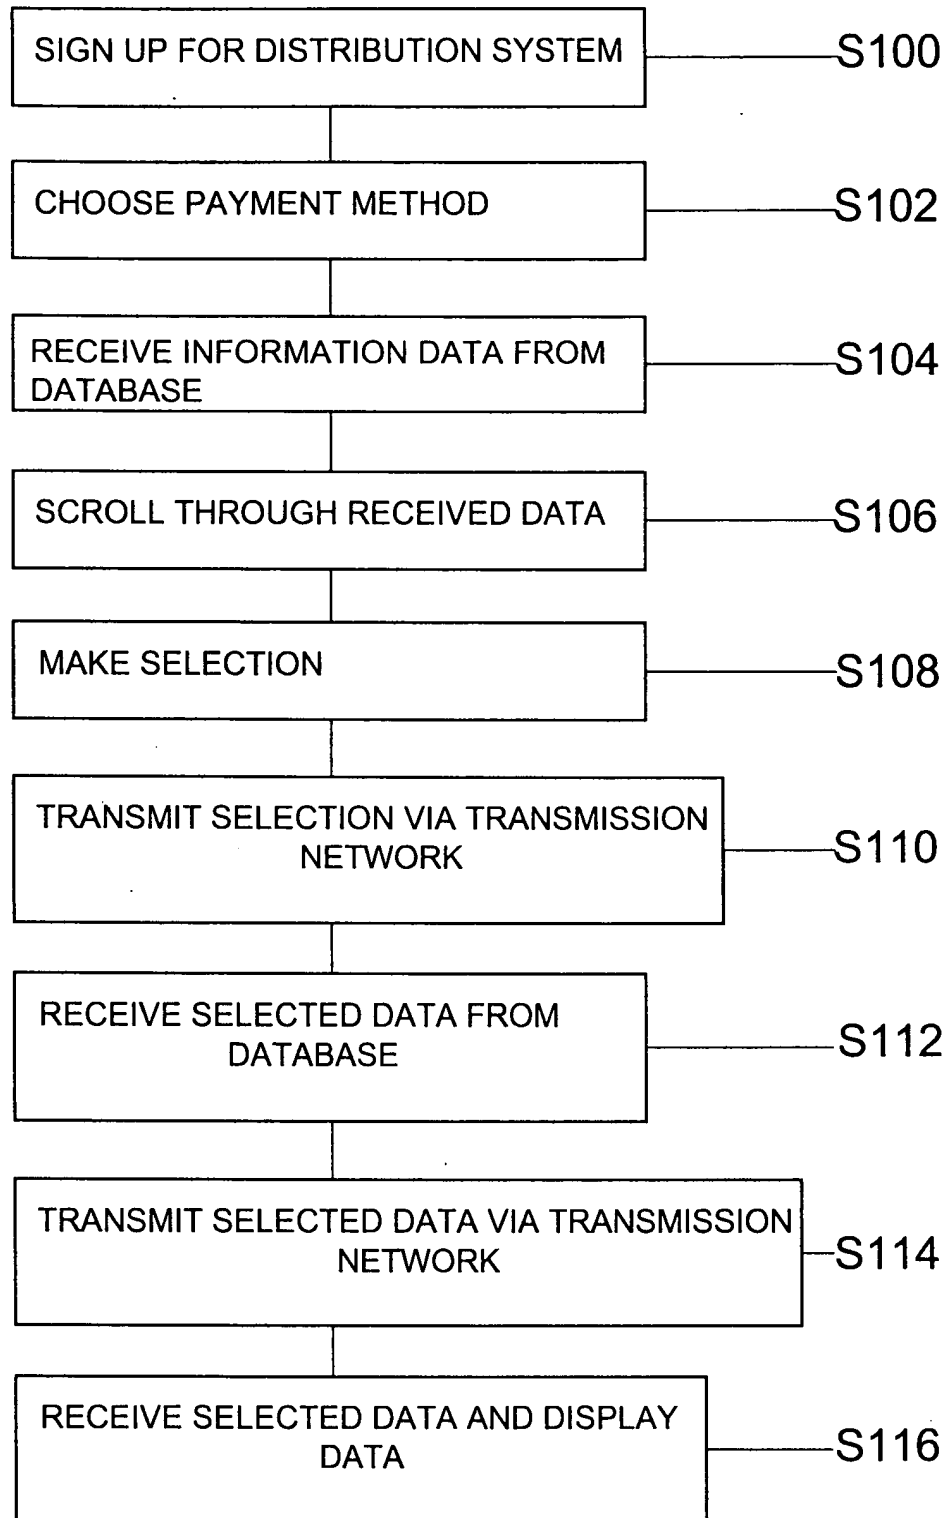 SIGN UP FOR DISTRIBUTION SYSTEM S100
CHOOSE PAYMENT METHOD S102
RECEIVE INFORMATION DATA FROM
DATABASE
S104
SCROLL THROUGH RECEIVED DATA S106
MAKE SELECTION S108
TRANSMIT SELECTION VIA TRANSMISSION
NETWORK
S110
RECEIVE SELECTED DATA FROM
DATABASE
S112
TRANSMIT SELECTED DATA VIA TRANSMISSION
NETWORK
S114
RECEIVE SELECTED DATA AND DISPLAY
DATA
S116